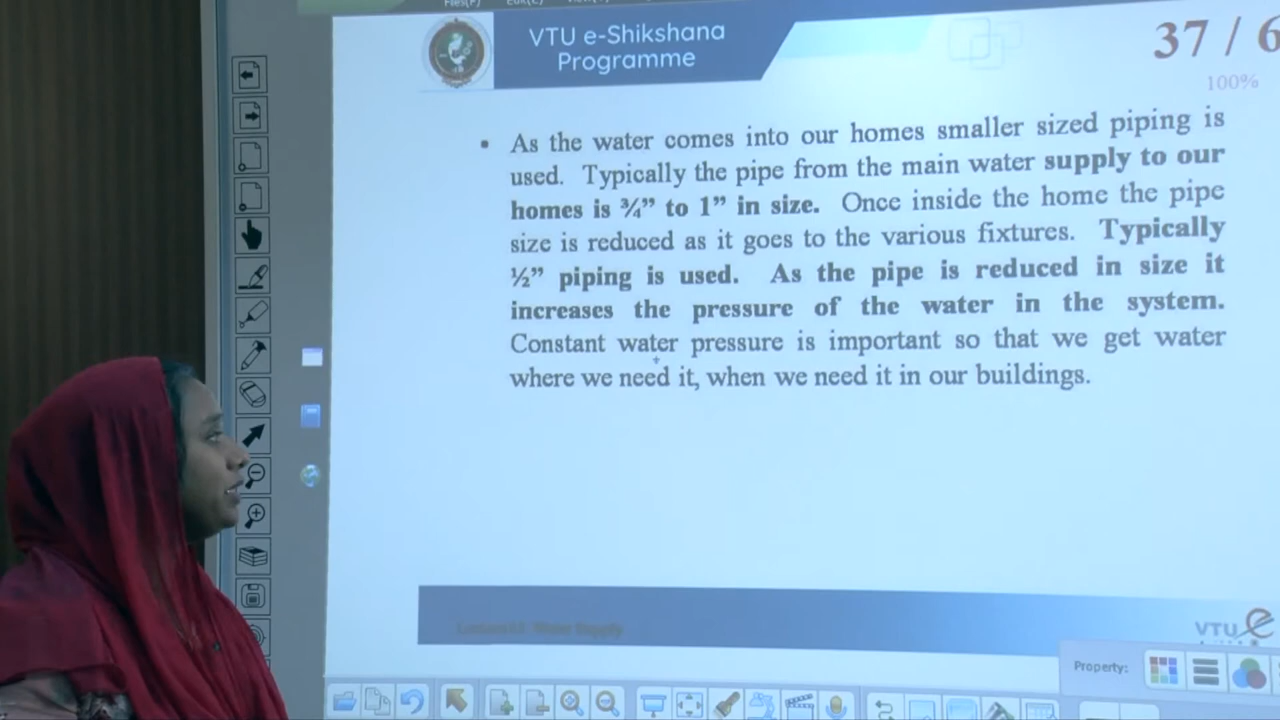 File(F) Edit(E)
VTU e-Shikshana
Programme
37 / 6
100%
• As the water comes into our homes smaller sized piping is
used. Typically the pipe from the main water supply to our
homes is ¾” to 1” in size. Once inside the home the pipe
size is reduced as it goes to the various fixtures. Typically
½” piping is used. As the pipe is reduced in size it
increases the pressure of the water in the system.
Constant water pressure is important so that we get water
where we need it, when we need it in our buildings.
Water Supply
VTU e
Property: